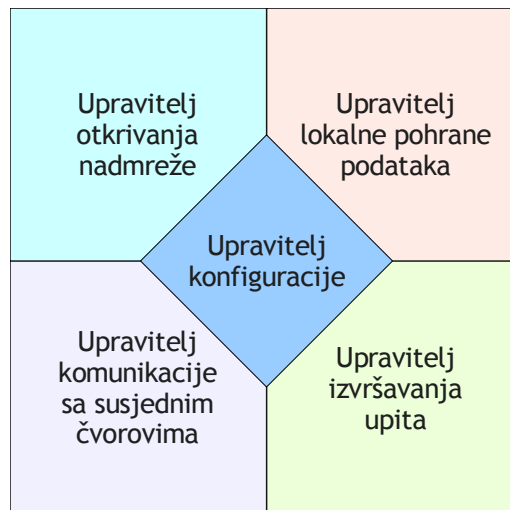 Upravitelj
otkrivanja
nadmreže
Upravitelj
lokalne pohrane
podataka
Upravitelj
konfiguracije
Upravitelj
komunikacije
sa susjednim
čvorovima
Upravitelj
izvršavanja
upita